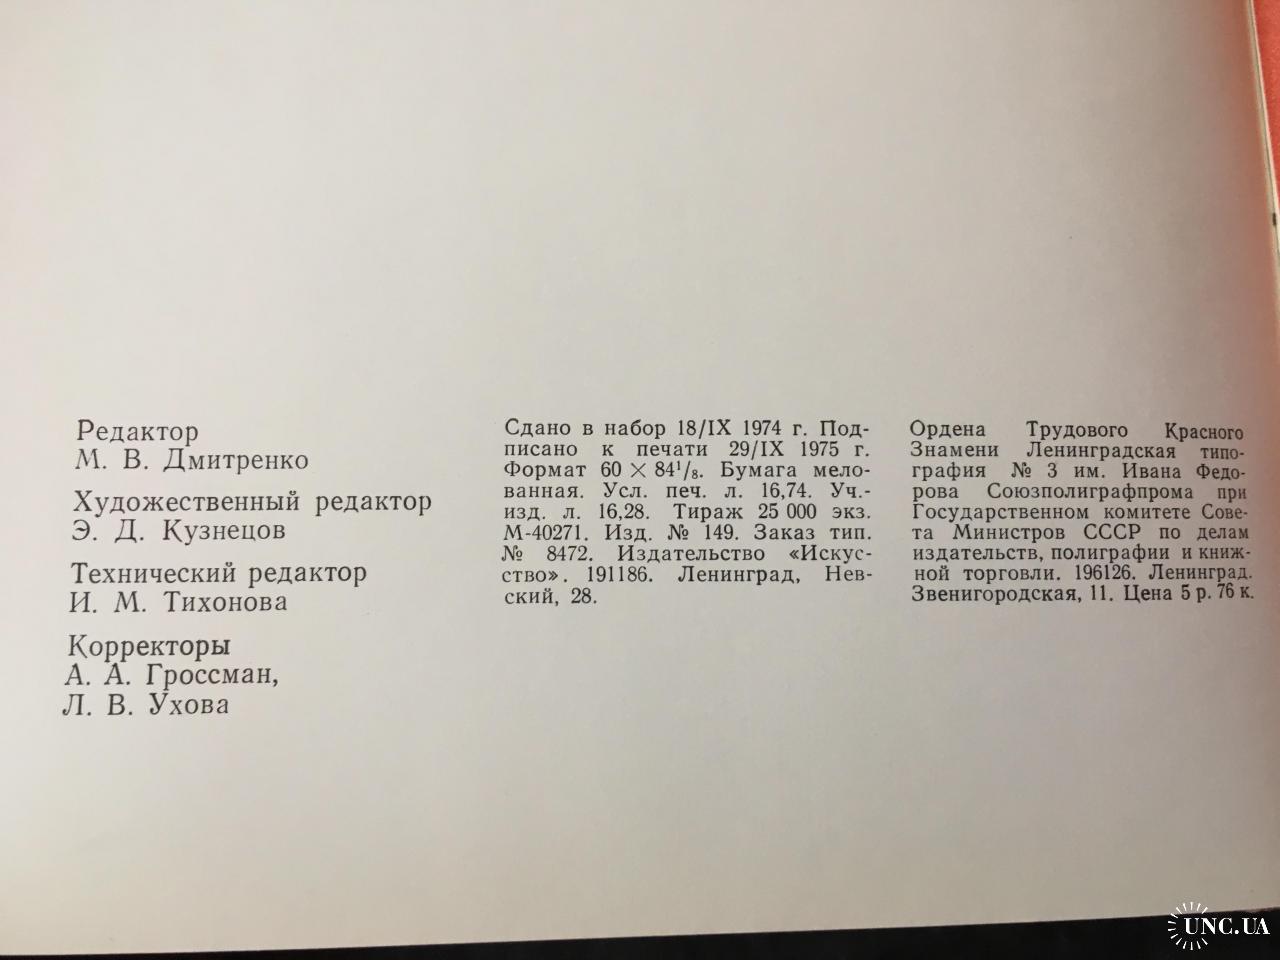 Редактор
М. В. Дмитренко
Художественный редактор
Э. Д. Кузнецов
Технический редактор
И. М. Тихонова
Корректоры
А. А. Гроссман,
Л. В. Ухова
Сдано в набор 18/IX 1974 г. Под-
писано к печати 29/IX 1975 г.
Формат 60 × 84¹/₈. Бумага мело-
ванная. Усл. печ. л. 16,74. Уч.-
изд. л. 16,28. Тираж 25 000 экз.
М-40271. Изд. № 149. Заказ тип.
№ 8472. Издательство «Искус-
ство». 191186. Ленинград, Нев-
ский, 28.
Ордена Трудового Красного
Знамени Ленинградская типо-
графия № 3 им. Ивана Федо-
рова Союзполиграфпрома при
Государственном комитете Сове-
та Министров СССР по делам
издательств, полиграфии и книж-
ной торговли. 196126. Ленинград.
Звенигородская, 11. Цена 5 р. 76 к.
UNC.UA